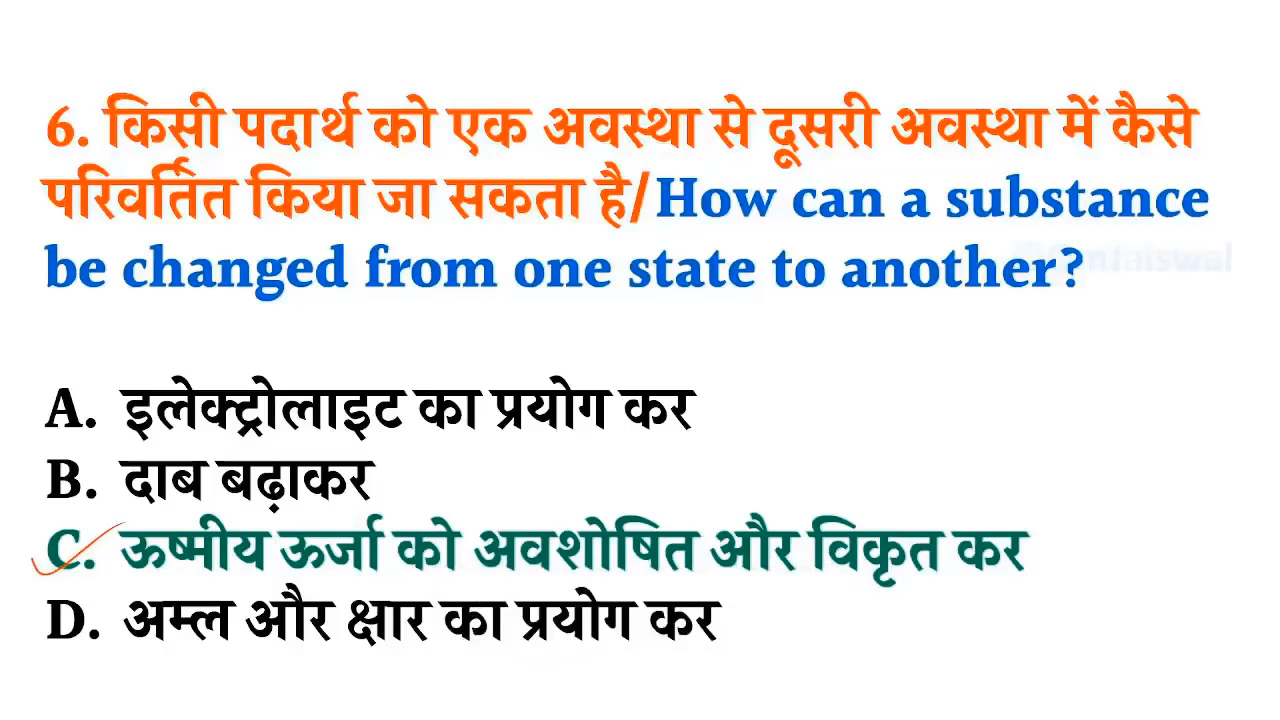 6. किसी पदार्थ को एक अवस्था से दूसरी अवस्था में कैसे
परिवर्तित किया जा सकता है/How can a substance
be changed from one state to another?
A. इलेक्ट्रोलाइट का प्रयोग कर
B. दाब बढ़ाकर
C. ऊष्मीय ऊर्जा को अवशोषित और विकृत कर
D. अम्ल और क्षार का प्रयोग कर